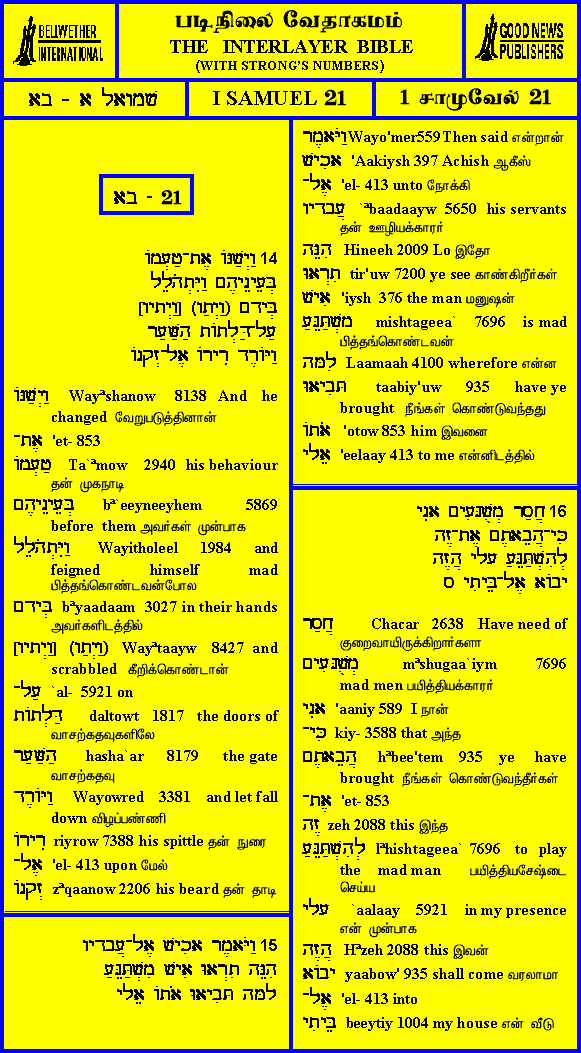 BELLWETHER
INTERNATIONAL
படிநிலை வேதாகமம்
THE INTERLAYER BIBLE
(WITH STRONG'S NUMBERS)
GOOD NEWS
PUBLISHERS
שמואל א - בא
I SAMUEL 21
1 சாமுவேல் 21
בא - 21
14 וַיְשַׁנּוֹ אֶת־טַעְמוֹ
בְּעֵינֵיהֶם וַיִּתְהֹלֵל
בְּיָדָם (וַיְתַו) [וַיְתָיו]
עַל־דַּלְתוֹת הַשַּׁעַר
וַיּוֹרֶד רִירוֹ אֶל־זְקָנוֹ
וַיְשַׁנּוֹ Wayªshanow 8138 And he
changed வேறுபடுத்தினான்
אֶת־ 'et- 853
טַעְמוֹ Ta`ªmow 2940 his behaviour
தன் முகநாடி
בְּעֵינֵיהֶם bª`eeyneeyhem 5869
before them அவர்கள் முன்பாக
וַיִּתְהֹלֵל Wayitholeel 1984 and
feigned himself mad
பித்தங்கொண்டவன்போல
בְּיָדָם bªyaadaam 3027 in their hands
அவர்களிடத்தில்
(וַיְתַו) [וַיְתָיו] Wayªtaayw 8427 and
scrabbled கீறிக்கொண்டான்
עַל־ `al- 5921 on
דַּלְתוֹת daltowt 1817 the doors of
வாசற்கதவுகளிலே
הַשַּׁעַר hasha`ar 8179 the gate
வாசற்கதவு
וַיּוֹרֶד Wayowred 3381 and let fall
down விழப்பண்ணி
רִירוֹ riyrow 7388 his spittle தன் நுரை
אֶל־ 'el- 413 upon மேல்
זְקָנוֹ zªqaanow 2206 his beard தன் தாடி
15 וַיֹּאמֶר אָכִישׁ אֶל־עֲבָדָיו
הִנֵּה תִרְאוּ אִישׁ מִשְׁתַּגֵּעַ
לָמָּה תָּבִיאוּ אֹתוֹ אֵלָי
וַיֹּאמֶר Wayo'mer559 Then said என்றான்
אָכִישׁ 'Aakiysh 397 Achish ஆகீஸ்
אֶל־ 'el- 413 unto நோக்கி
עֲבָדָיו `ªbaadaayw 5650 his servants
தன் ஊழியக்காரர்
הִנֵּה Hineeh 2009 Lo இதோ
תִרְאוּ tir'uw 7200 ye see காண்கிறீர்கள்
אִישׁ 'iysh 376 the man மனுஷன்
מִשְׁתַּגֵּעַ mishtageea` 7696 is mad
பித்தங்கொண்டவன்
לָמָּה Laamaah 4100 wherefore என்ன
תָּבִיאוּ taabiy'uw 935 have ye
brought நீங்கள் கொண்டுவந்தது
אֹתוֹ 'otow 853 him இவனை
אֵלָי 'eelaay 413 to me என்னிடத்தில்
16 חֲסַר מְשֻׁגָּעִים אָנִי
כִּי־הֲבֵאתֶם אֶת־זֶה
לְהִשְׁתַּגֵּעַ עָלָי הֲזֶה
יָבוֹא אֶל־בֵּיתִי ס
חֲסַר Chacar 2638 Have need of
குறைவாயிருக்கிறார்களா
מְשֻׁגָּעִים mªshugaa`iym 7696
mad men பயித்தியக்காரர்
אָנִי 'aaniy 589 I நான்
כִּי־ kiy- 3588 that அந்த
הֲבֵאתֶם hªbee'tem 935 ye have
brought நீங்கள் கொண்டுவந்தீர்கள்
אֶת־ 'et- 853
זֶה zeh 2088 this இந்த
לְהִשְׁתַּגֵּעַ lªhishtageea` 7696 to play
the mad man பயித்தியசேஷ்டை
செய்ய
עָלָי `aalaay 5921 in my presence
என் முன்பாக
הֲזֶה Hªzeh 2088 this இவன்
יָבוֹא yaabow' 935 shall come வரலாமா
אֶל־ 'el- 413 into
בֵּיתִי beeytiy 1004 my house என் வீடு